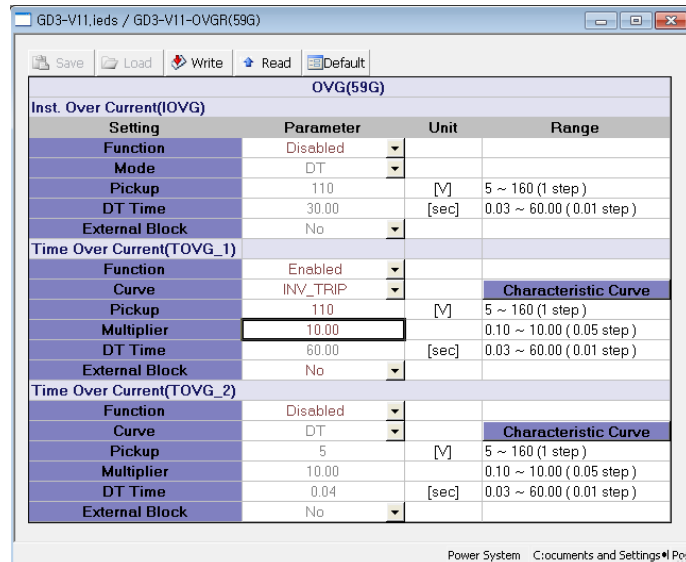 GD3-V11.ieds / GD3-V11-OVGR(59G)
Save Load Write Read Default
OVG(59G)
Inst. Over Current(IOVG)
Setting Parameter Unit Range
Function Disabled
Mode DT
Pickup 110 [V] 5 ~ 160 (1 step )
DT Time 30.00 [sec] 0.03 ~ 60.00 ( 0.01 step )
External Block No
Time Over Current(TOVG_1)
Function Enabled
Curve INV_TRIP Characteristic Curve
Pickup 110 [V] 5 ~ 160 (1 step )
Multiplier 10.00 0.10 ~ 10.00 ( 0.05 step )
DT Time 60.00 [sec] 0.03 ~ 60.00 ( 0.01 step )
External Block No
Time Over Current(TOVG_2)
Function Disabled
Curve DT Characteristic Curve
Pickup 5 [V] 5 ~ 160 (1 step )
Multiplier 10.00 0.10 ~ 10.00 ( 0.05 step )
DT Time 0.04 [sec] 0.03 ~ 60.00 ( 0.01 step )
External Block No
Power System C:ocuments and Settings